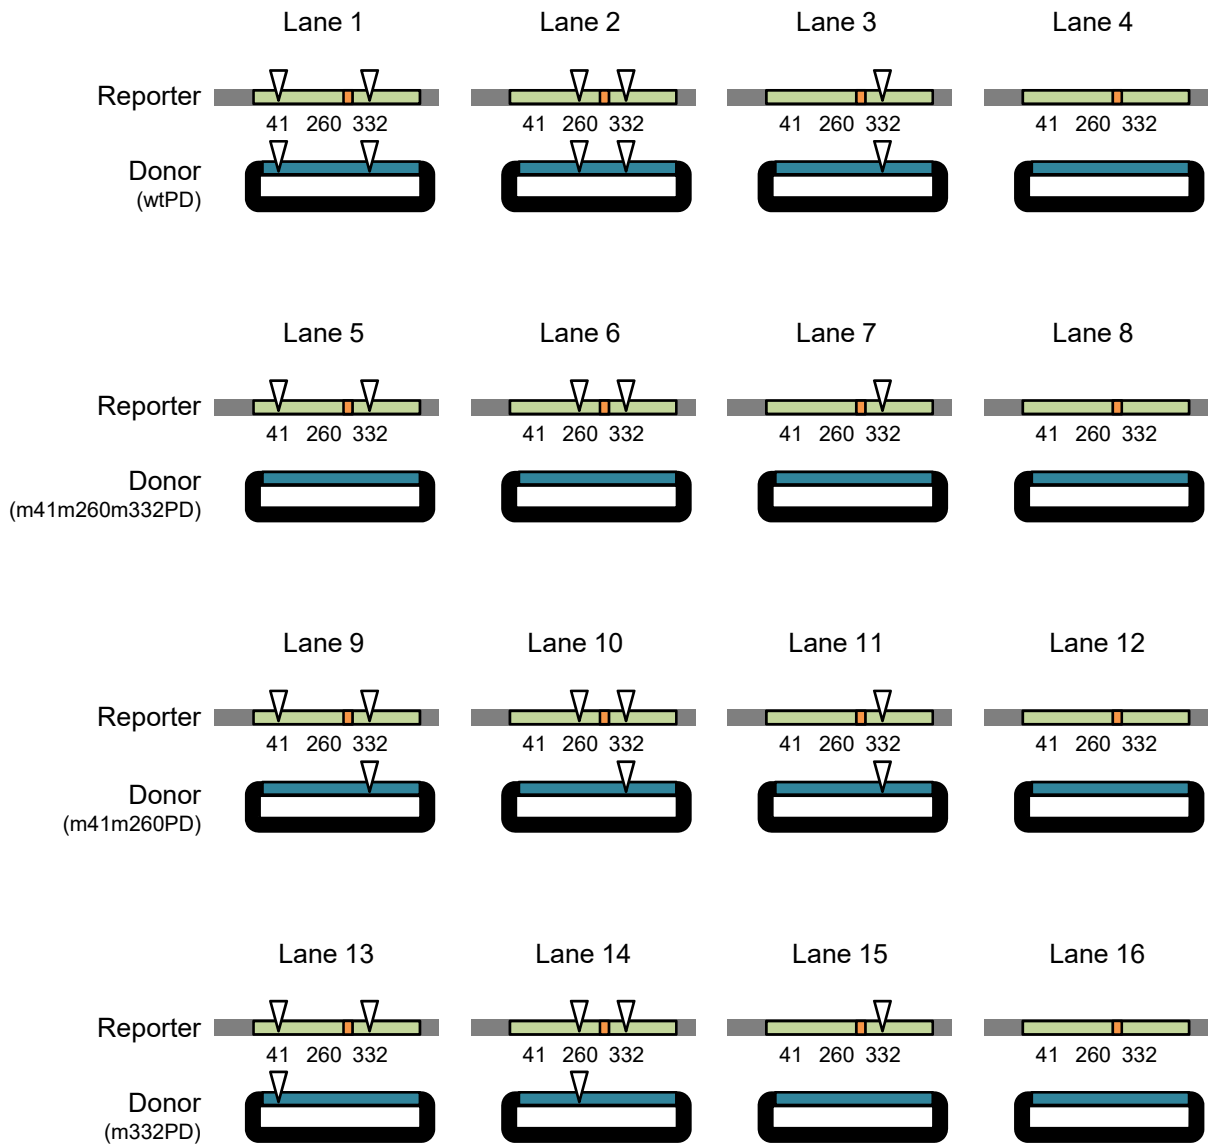 Lane 1 Lane 2 Lane 3 Lane 4
Reporter
41 260 332 41 260 332 41 260 332 41 260 332
Donor
(wtPD)
Lane 5 Lane 6 Lane 7 Lane 8
Reporter
41 260 332 41 260 332 41 260 332 41 260 332
Donor
(m41m260m332PD)
Lane 9 Lane 10 Lane 11 Lane 12
Reporter
41 260 332 41 260 332 41 260 332 41 260 332
Donor
(m41m260PD)
Lane 13 Lane 14 Lane 15 Lane 16
Reporter
41 260 332 41 260 332 41 260 332 41 260 332
Donor
(m332PD)